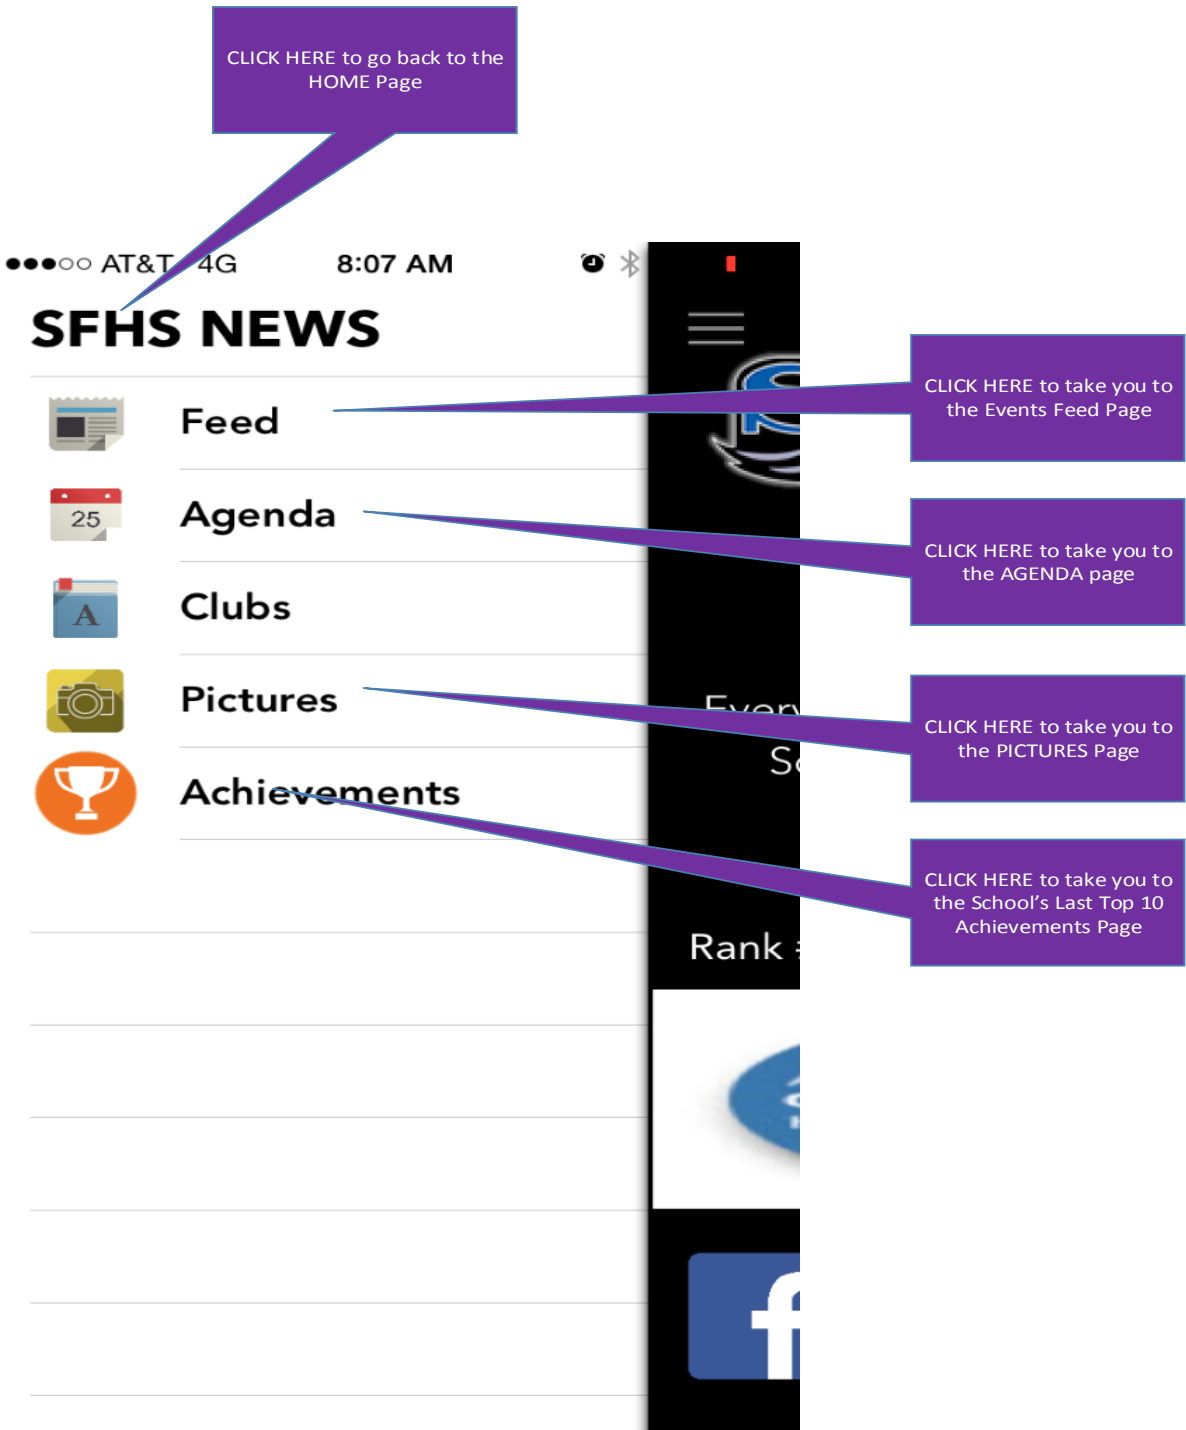 CLICK HERE to go back to the
HOME Page
AT&T 4G 8:07 AM
SFHS NEWS
Feed
CLICK HERE to take you to
the Events Feed Page
25
Agenda
CLICK HERE to take you to
the AGENDA page
A
Clubs
Pictures
Every
CLICK HERE to take you to
the PICTURES Page
Achievements
CLICK HERE to take you to
the School's Last Top 10
Achievements Page
Rank
f